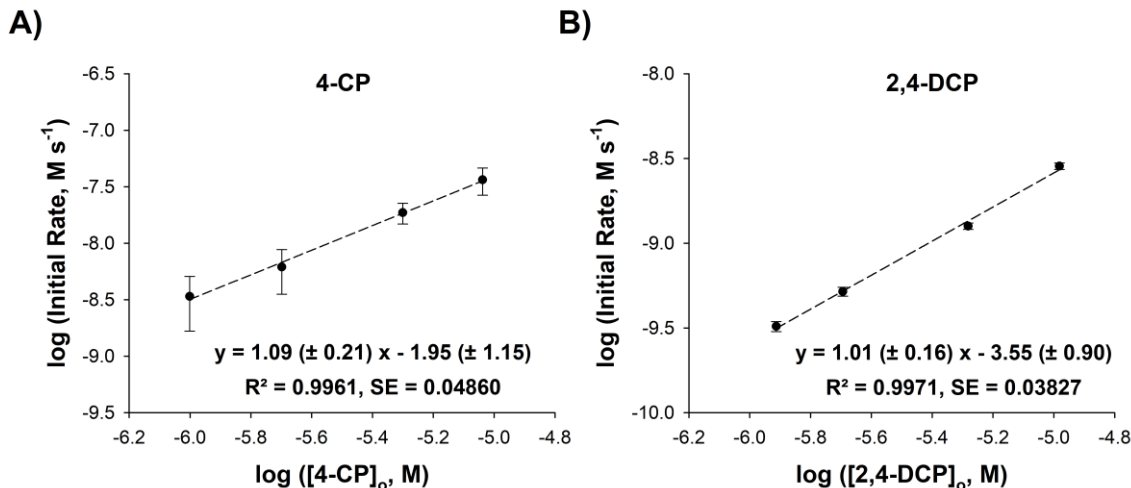 A)
4-CP
log (Initial Rate, M s⁻¹)
-6.5
-7.0
-7.5
-8.0
-8.5
-9.0
-9.5
y = 1.09 (± 0.21) x - 1.95 (± 1.15)
R² = 0.9961, SE = 0.04860
-6.2 -6.0 -5.8 -5.6 -5.4 -5.2 -5.0 -4.8
log ([4-CP]ₒ, M)
B)
2,4-DCP
log (Initial Rate, M s⁻¹)
-8.0
-8.5
-9.0
-9.5
-10.0
y = 1.01 (± 0.16) x - 3.55 (± 0.90)
R² = 0.9971, SE = 0.03827
-6.2 -6.0 -5.8 -5.6 -5.4 -5.2 -5.0 -4.8
log ([2,4-DCP]ₒ, M)